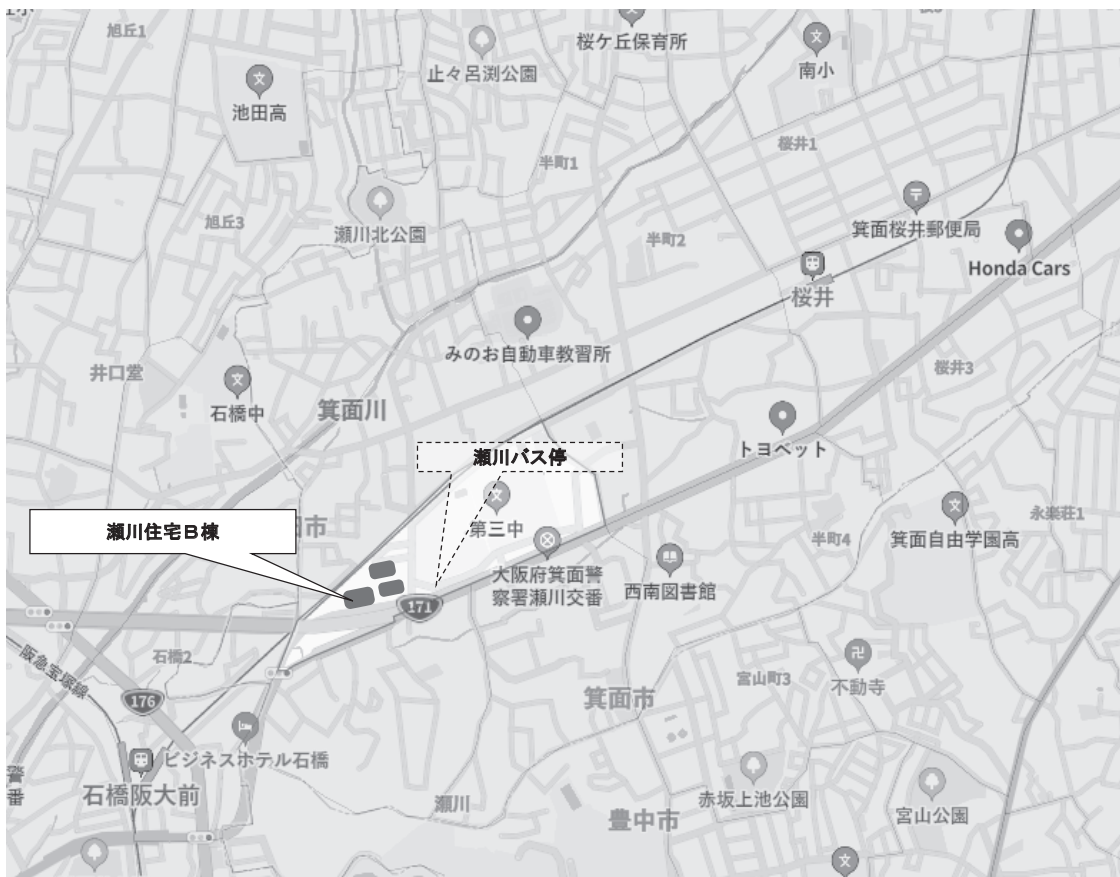 旭丘1
桜ケ丘保育所
止々呂渕公園
南小
池田高
桜井1
半町1
旭丘3
瀬川北公園
箕面桜井郵便局
半町2
Honda Cars
桜井
みのお自動車教習所
井口堂
桜井3
石橋中
箕面川
トヨペット
瀬川バス停
第三中
瀬川住宅B棟
田市
永楽荘1
半町4
箕面自由学園高
大阪府箕面警
察署瀬川交番
西南図書館
171
石橋2
阪急宝塚線
宮山町3
不動寺
176
箕面市
ビジネスホテル石橋
石橋阪大前
瀬川
赤坂上池公園
宮山公園
豊中市